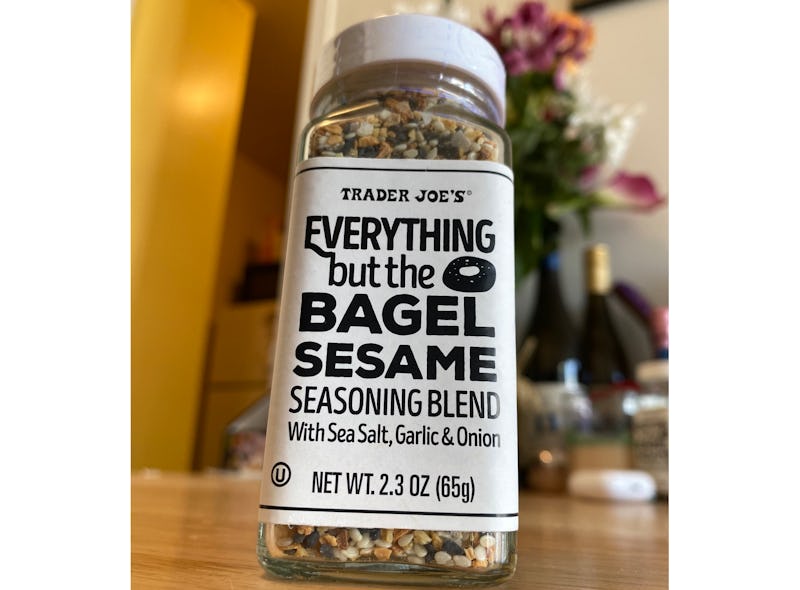 TRADER JOE'S
EVERYTHING
but the
BAGEL
SESAME
SEASONING BLEND
With Sea Salt, Garlic & Onion
U
NET WT. 2.3 OZ (65g)